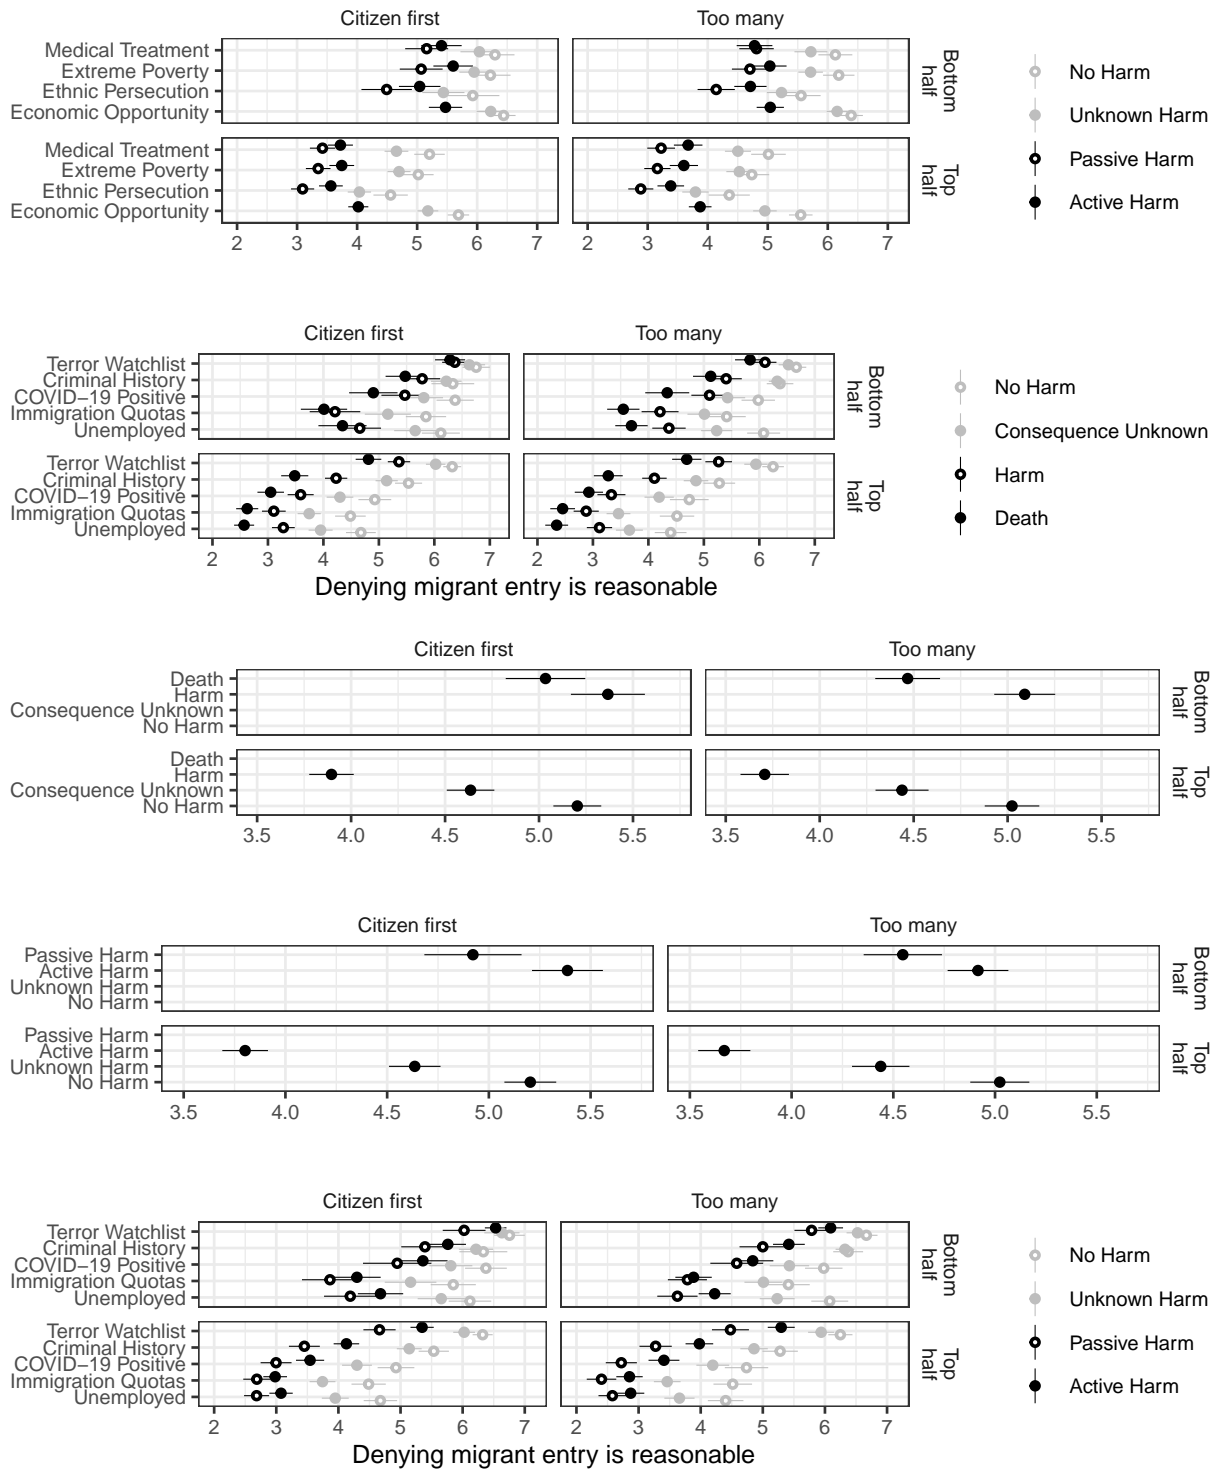 Citizen first
Too many
Medical Treatment
Extreme Poverty
Ethnic Persecution
Economic Opportunity
Bottom
half
Medical Treatment
Extreme Poverty
Ethnic Persecution
Economic Opportunity
Top
half
2 3 4 5 6 7
2 3 4 5 6 7
No Harm
Unknown Harm
Passive Harm
Active Harm
Citizen first
Too many
Terror Watchlist
Criminal History
COVID−19 Positive
Immigration Quotas
Unemployed
Bottom
half
Terror Watchlist
Criminal History
COVID−19 Positive
Immigration Quotas
Unemployed
Top
half
2 3 4 5 6 7
2 3 4 5 6 7
Denying migrant entry is reasonable
No Harm
Consequence Unknown
Harm
Death
Citizen first
Too many
Death
Harm
Consequence Unknown
No Harm
Bottom
half
Death
Harm
Consequence Unknown
No Harm
Top
half
3.5 4.0 4.5 5.0 5.5
3.5 4.0 4.5 5.0 5.5
Citizen first
Too many
Passive Harm
Active Harm
Unknown Harm
No Harm
Bottom
half
Passive Harm
Active Harm
Unknown Harm
No Harm
Top
half
3.5 4.0 4.5 5.0 5.5
3.5 4.0 4.5 5.0 5.5
Citizen first
Too many
Terror Watchlist
Criminal History
COVID−19 Positive
Immigration Quotas
Unemployed
Bottom
half
Terror Watchlist
Criminal History
COVID−19 Positive
Immigration Quotas
Unemployed
Top
half
2 3 4 5 6 7
2 3 4 5 6 7
Denying migrant entry is reasonable
No Harm
Unknown Harm
Passive Harm
Active Harm